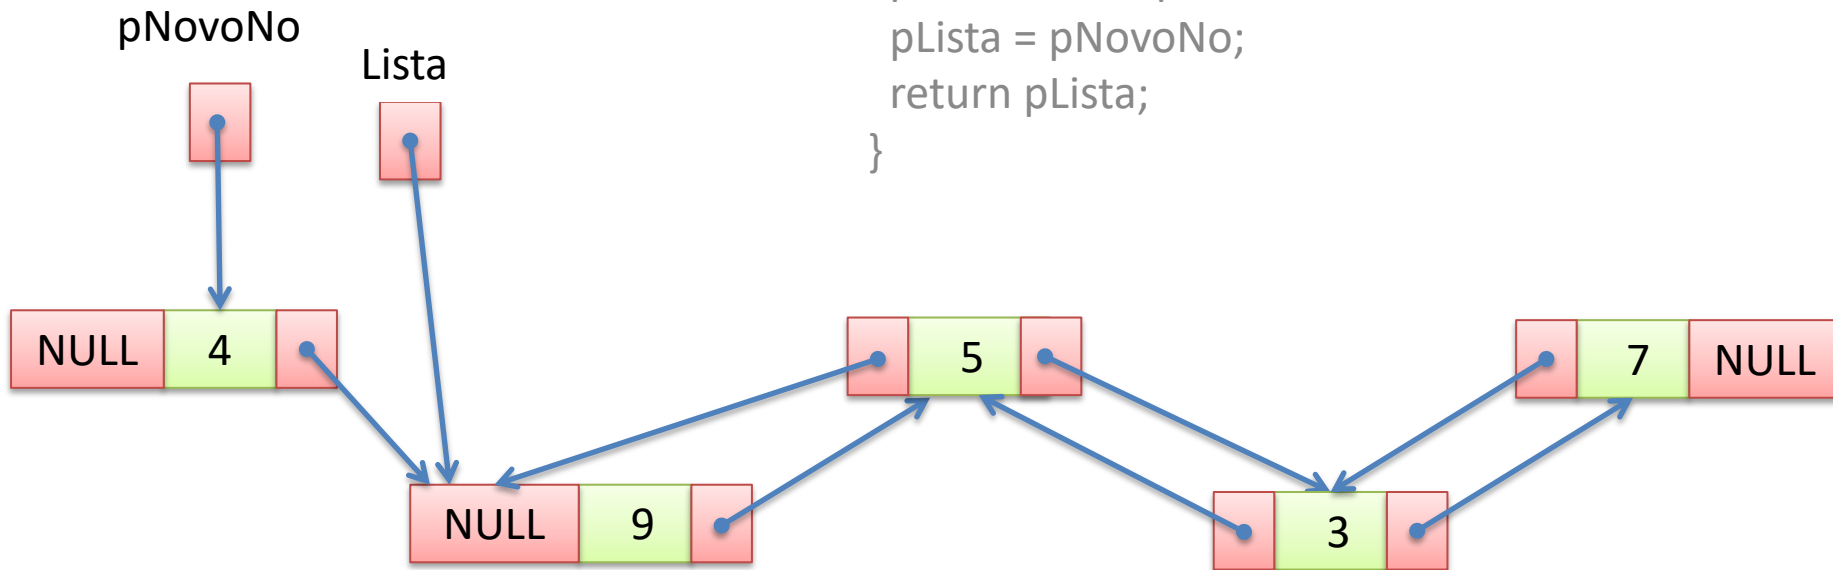 pNovoNo
Lista
pLista = pNovoNo;
return pLista;
}
NULL 4
5
7 NULL
NULL 9
3